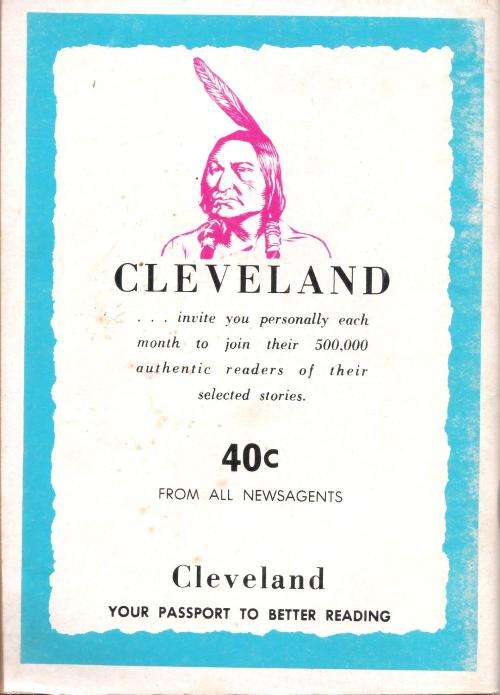 CLEVELAND
. . . invite you personally each
month to join their 500,000
authentic readers of their
selected stories.
40c
FROM ALL NEWSAGENTS
Cleveland
YOUR PASSPORT TO BETTER READING